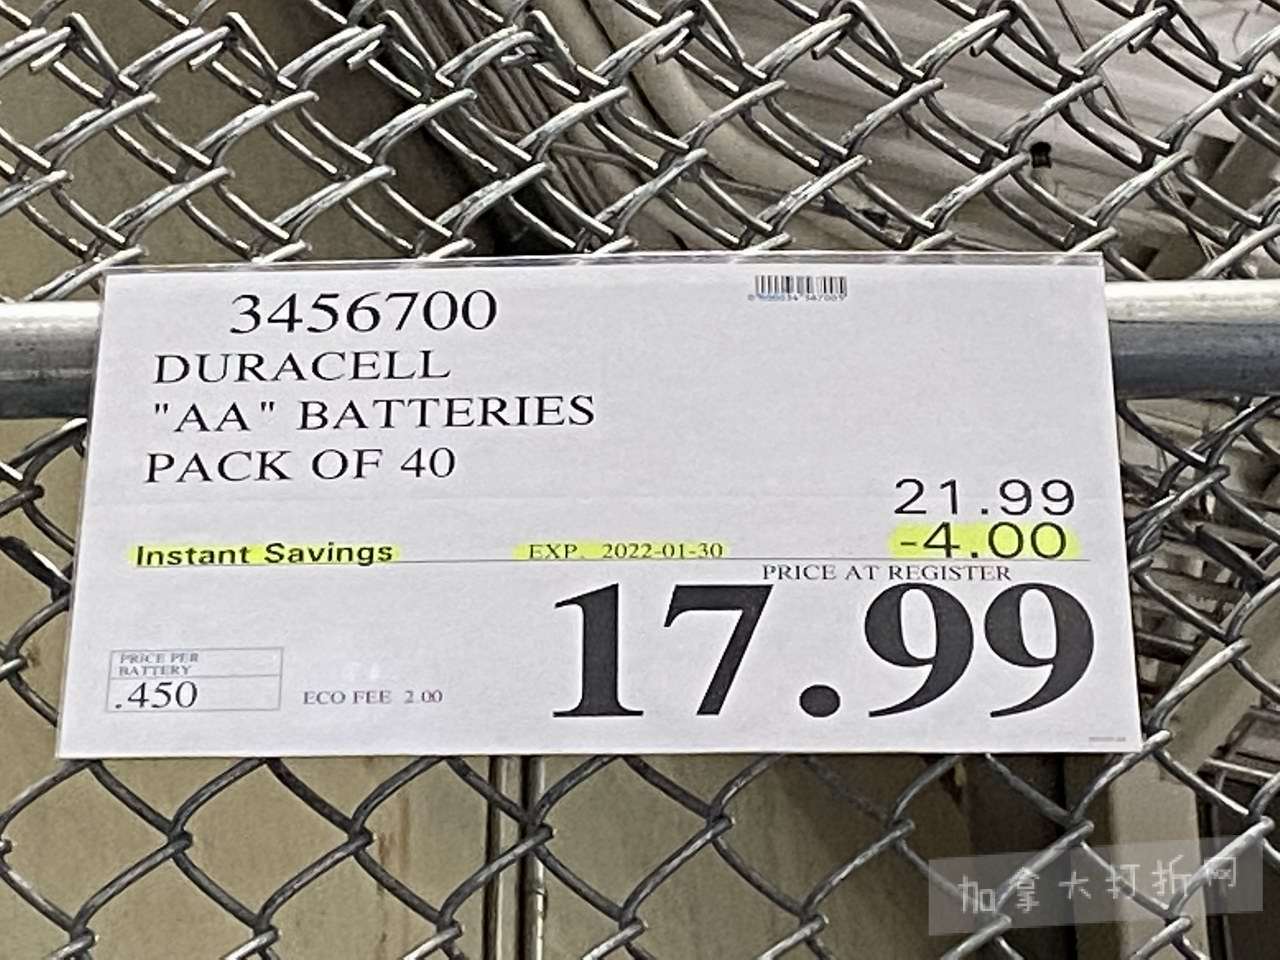 3456700
DURACELL
"AA" BATTERIES
PACK OF 40
21.99
Instant Savings EXP. 2022-01-30 -4.00
PRICE AT REGISTER
17.99
PRICE PER
BATTERY
.450
ECO FEE 2.00
加拿大打折网